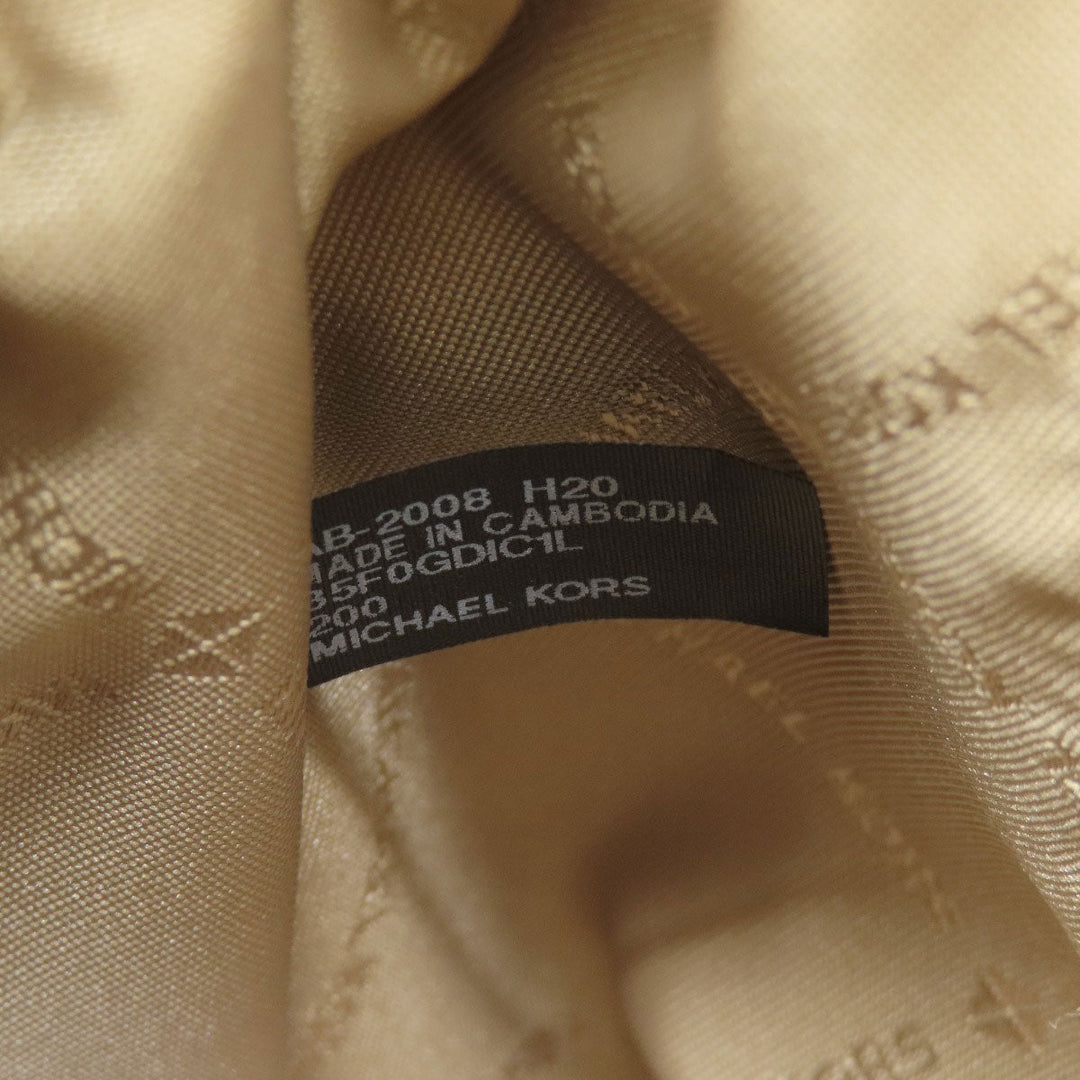 AB-2008 H20
MADE IN CAMBODIA
35F0GDIC1L
200
MICHAEL KORS